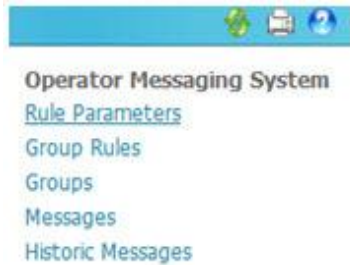 Operator Messaging System
Rule Parameters
Group Rules
Groups
Messages
Historic Messages